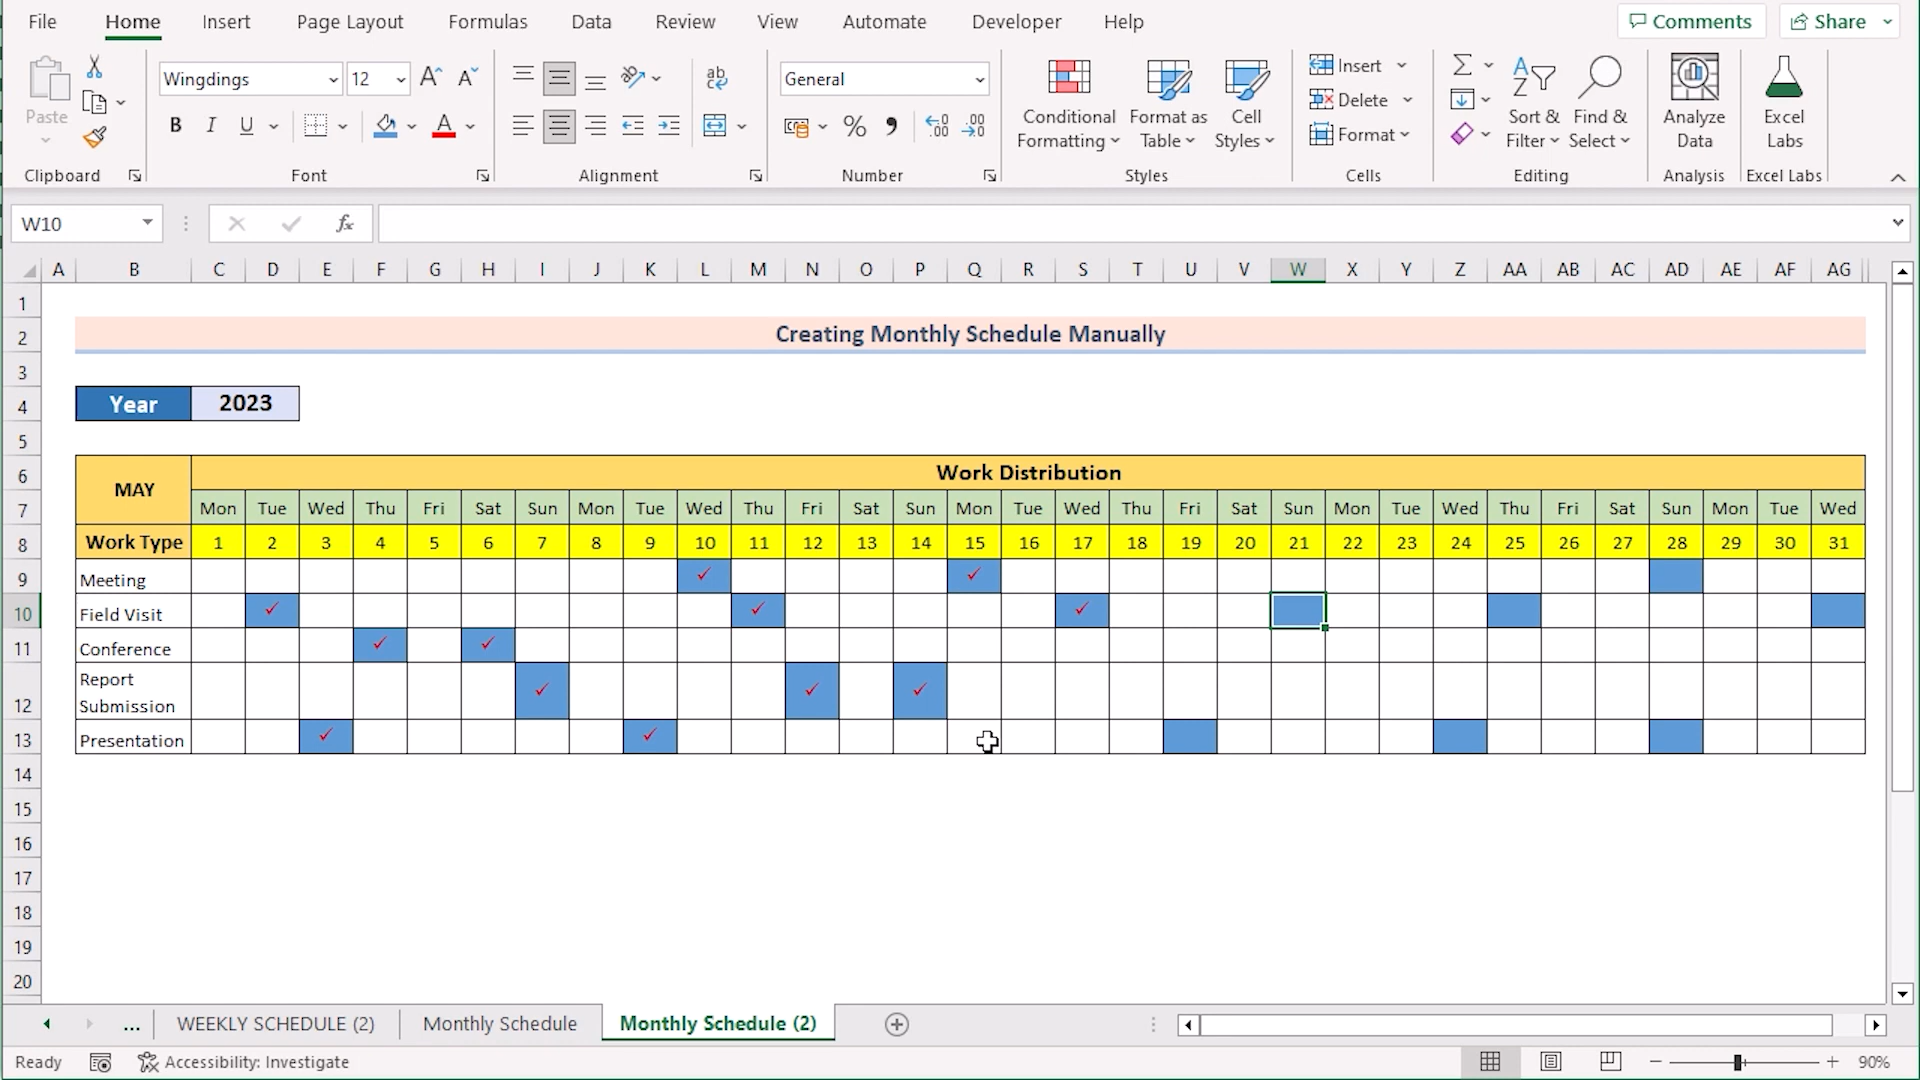 File Home Insert Page Layout Formulas Data Review View Automate Developer Help Comments Share
Wingdings 12 General
Paste
B I U
ab
% 9
Conditional Formatting
Format as Table
Cell Styles
Insert
Delete
Format
Sort & Filter
Find & Select
Analyze Data
Excel Labs
Clipboard Font Alignment Number Styles Cells Editing Analysis Excel Labs
W10 fx
A B C D E F G H I J K L M N O P Q R S T U V W X Y Z AA AB AC AD AE AF AG
1
2 Creating Monthly Schedule Manually
3
4 Year 2023
5
6 MAY Work Distribution
7 Mon Tue Wed Thu Fri Sat Sun Mon Tue Wed Thu Fri Sat Sun Mon Tue Wed Thu Fri Sat Sun Mon Tue Wed Thu Fri Sat Sun Mon Tue Wed
8 Work Type 1 2 3 4 5 6 7 8 9 10 11 12 13 14 15 16 17 18 19 20 21 22 23 24 25 26 27 28 29 30 31
9 Meeting ✓ ✓
10 Field Visit ✓ ✓ ✓
11 Conference ✓ ✓
12 Report Submission ✓ ✓ ✓
13 Presentation ✓ ✓
14
15
16
17
18
19
20
... WEEKLY SCHEDULE (2) Monthly Schedule Monthly Schedule (2)
Ready Accessibility: Investigate 90%